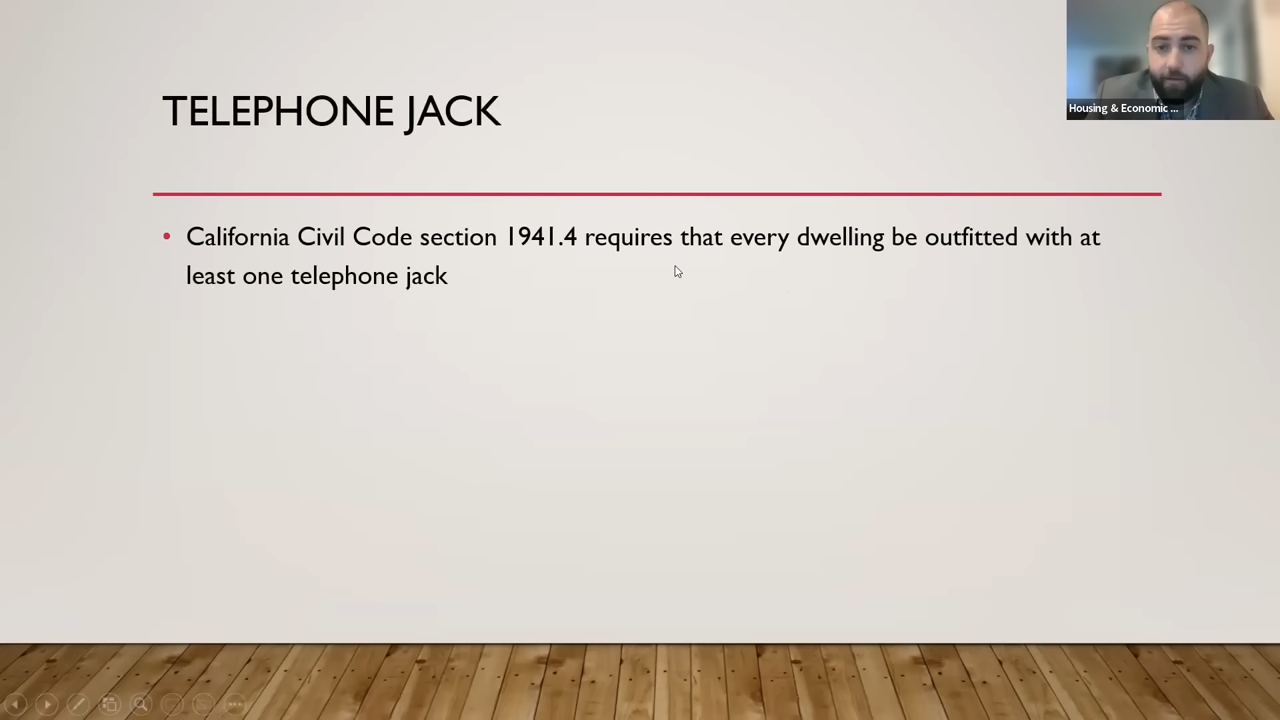 TELEPHONE JACK
Housing & Economic ...
• California Civil Code section 1941.4 requires that every dwelling be outfitted with at
least one telephone jack